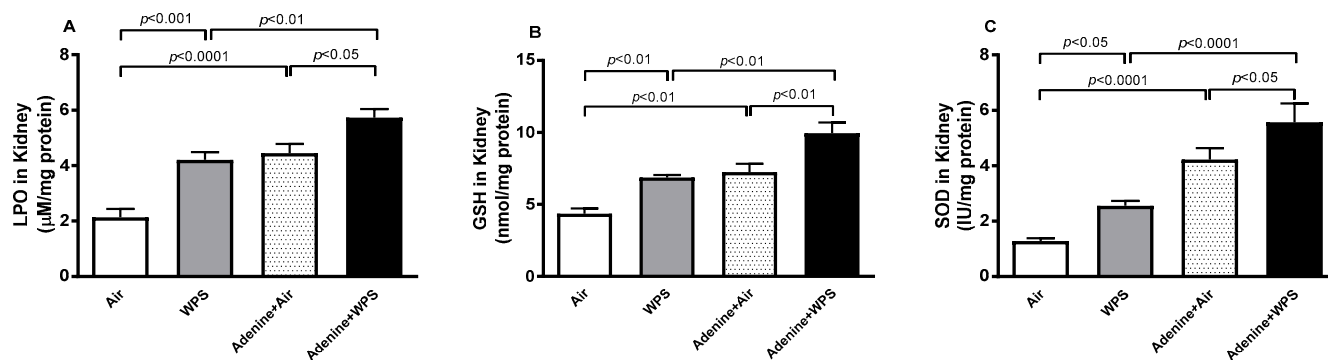 A
p<0.001
p<0.01
p<0.0001
p<0.05
LPO in Kidney
(μM/mg protein)
8
6
4
2
0
Air
WPS
Adenine+Air
Adenine+WPS
B
p<0.01
p<0.01
p<0.01
p<0.01
GSH in Kidney
(nmol/mg protein)
15
10
5
0
Air
WPS
Adenine+Air
Adenine+WPS
C
p<0.05
p<0.0001
p<0.0001
p<0.05
SOD in Kidney
(IU/mg protein)
8
6
4
2
0
Air
WPS
Adenine+Air
Adenine+WPS